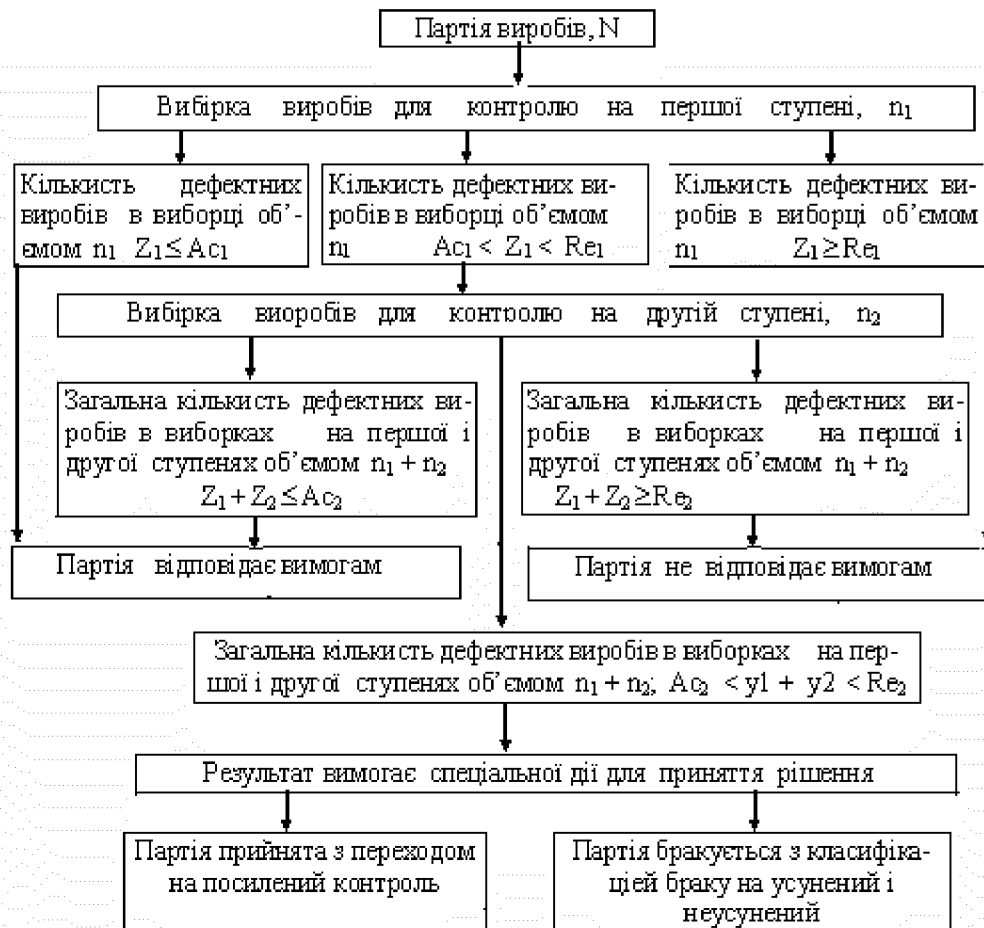 Партія виробів, N
Вибірка виробів для контролю на першої ступені, n₁
Кількисть дефектних
виробів в виборці об’-
ємом n₁ Z₁≤Ac₁
Кількисть дефектних ви-
робів в виборці об’ємом
n₁ Ac₁ < Z₁ < Re₁
Кількисть дефектних ви-
робів в виборці об’ємом
n₁ Z₁≥Re₁
Вибірка виоробів для контролю на другій ступені, n₂
Загальна кількисть дефектних ви-
робів в виборках на першої і
другої ступенях об’ємом n₁ + n₂
Z₁ + Z₂ ≤Ac₂
Загальна кількисть дефектних ви-
робів в виборках на першої і
другої ступенях об’ємом n₁ + n₂
Z₁ + Z₂ ≥Re₂
Партія відповідає вимогам
Партія не відповідає вимогам
Загальна кількисть дефектних виробів в виборках на пер-
шої і другої ступенях об’ємом n₁ + n₂; Ac₂ < y1 + y2 < Re₂
Результат вимогає спеціальної дії для приняття рішення
Партія прийнята з переходом
на посилений контроль
Партія бракується з класифіка-
ціей браку на усунений і
неусунений